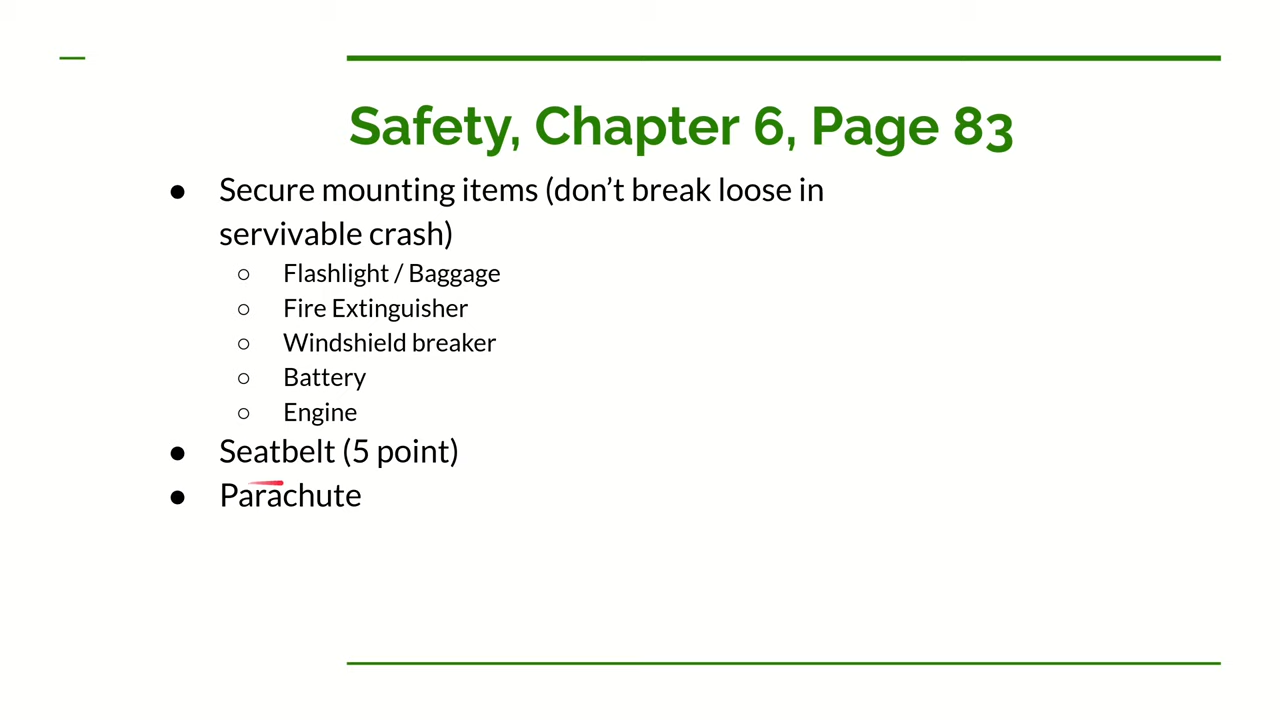 Safety, Chapter 6, Page 83
● Secure mounting items (don’t break loose in
servivable crash)
○ Flashlight / Baggage
○ Fire Extinguisher
○ Windshield breaker
○ Battery
○ Engine
● Seatbelt (5 point)
● Parachute